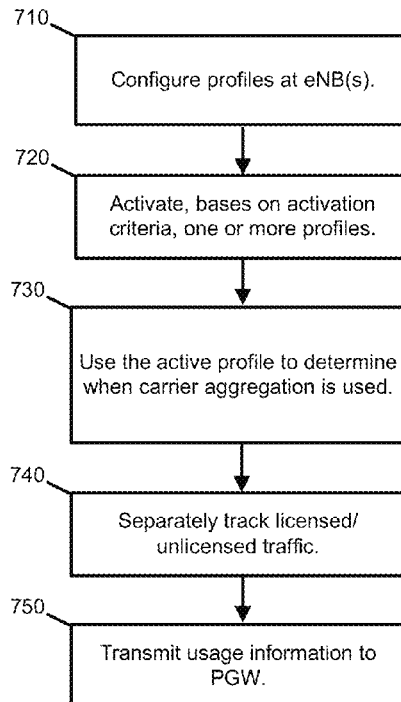 710
Configure profiles at eNB(s).
720
Activate, bases on activation
criteria, one or more profiles.
730
Use the active profile to determine
when carrier aggregation is used.
740
Separately track licensed/
unlicensed traffic.
750
Transmit usage information to
PGW.